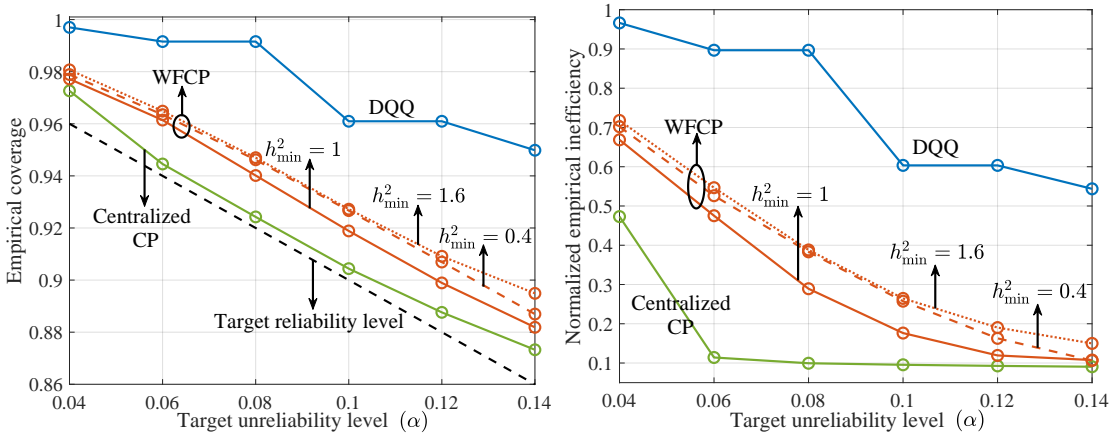 1
0.98
0.96
0.94
0.92
0.9
0.88
0.86
0.04
0.06
0.08
0.1
0.12
0.14
Empirical coverage
Target unreliability level (α)
WFCP
DQQ
h²min = 1
h²min = 1.6
h²min = 0.4
Centralized
CP
Target reliability level
1
0.9
0.8
0.7
0.6
0.5
0.4
0.3
0.2
0.1
0.04
0.06
0.08
0.1
0.12
0.14
Normalized empirical inefficiency
Target unreliability level (α)
WFCP
DQQ
h²min = 1
h²min = 1.6
h²min = 0.4
Centralized
CP